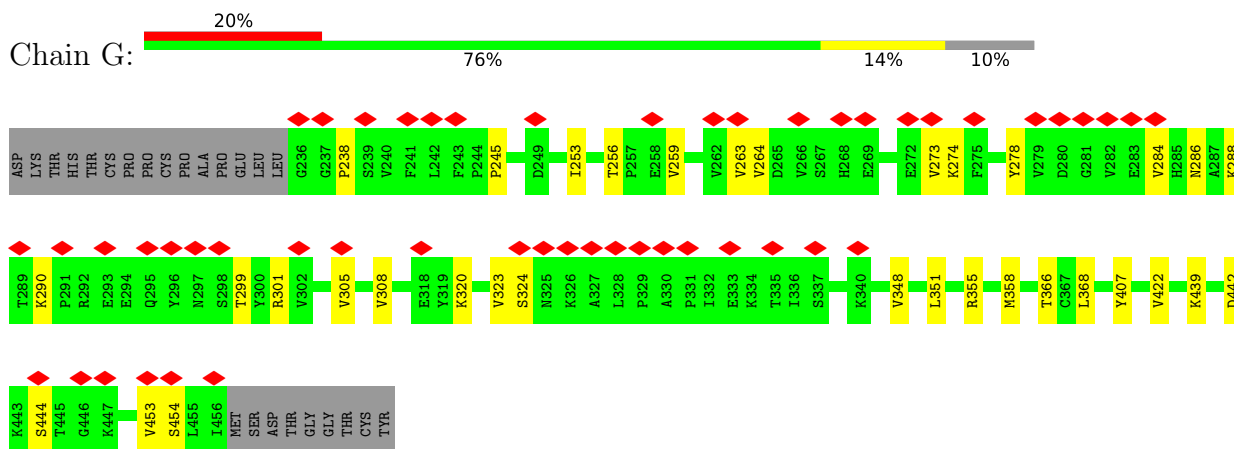 20%
Chain G:
76% 14% 10%
ASP LYS THR HIS THR CYS PRO PRO CYS PRO ALA PRO GLU LEU LEU G236 G237 P238 S239 V240 F241 L242 F243 P244 P245 D249 I253 T256 P257 E258 V259 V262 V263 V264 D265 V266 S267 H268 E269 E272 V273 K274 F275 Y278 V279 D280 G281 V282 E283 V284 H285 N286 A287 K288
T289 K290 P291 R292 E293 E294 Q295 Y296 N297 S298 T299 Y300 R301 V302 V305 V308 E318 Y319 K320 V323 S324 N325 K326 A327 L328 P329 A330 P331 I332 E333 K334 T335 I336 S337 K340 V348 L351 R355 M358 T366 C367 L368 Y407 V422 K439 D442
K443 S444 T445 G446 K447 V453 S454 L455 I456 MET SER ASP THR GLY GLY THR CYS TYR